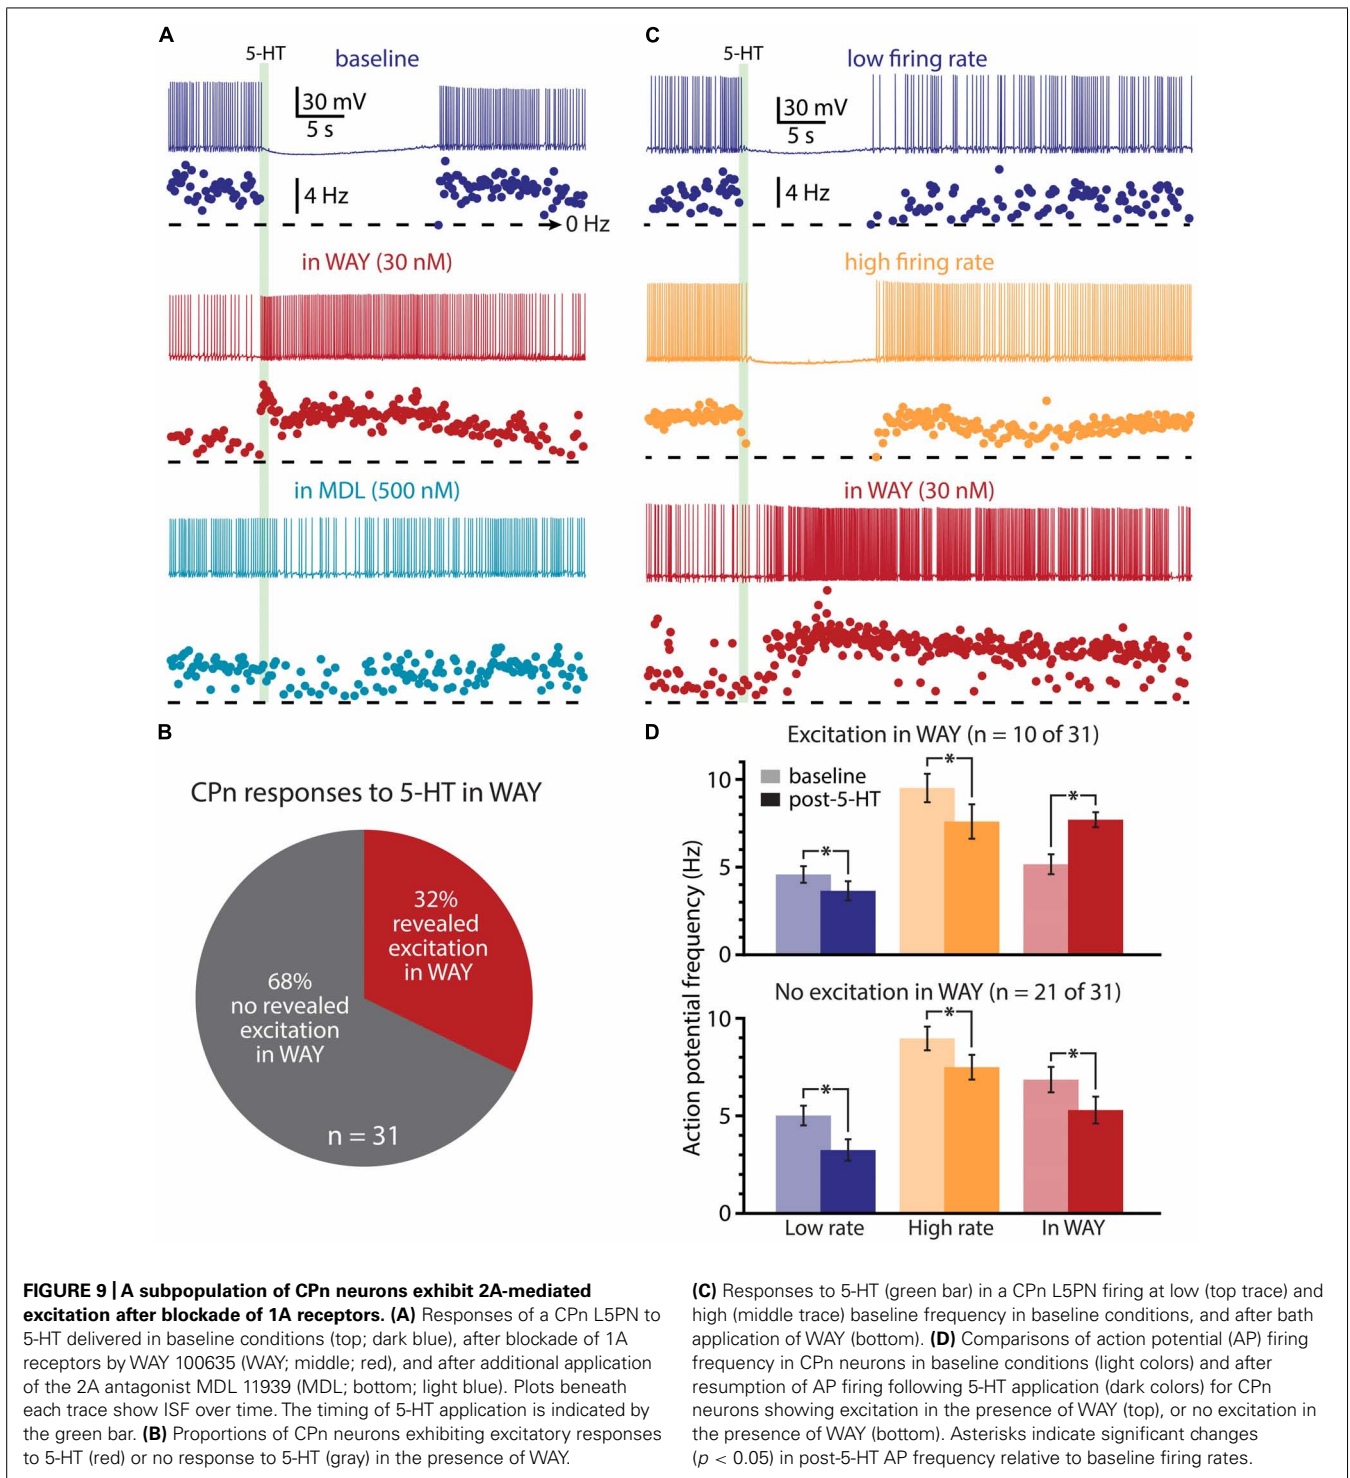 A
5-HT
baseline
30 mV
5 s
4 Hz
0 Hz
in WAY (30 nM)
in MDL (500 nM)
B
CPn responses to 5-HT in WAY
32%
revealed
excitation
in WAY
68%
no revealed
excitation
in WAY
n = 31
C
5-HT
low firing rate
30 mV
5 s
4 Hz
high firing rate
in WAY (30 nM)
D
Excitation in WAY (n = 10 of 31)
baseline
post-5-HT
10
5
0
* * *
No excitation in WAY (n = 21 of 31)
10
5
0
* * *
Action potential frequency (Hz)
Low rate High rate In WAY
FIGURE 9 | A subpopulation of CPn neurons exhibit 2A-mediated
excitation after blockade of 1A receptors. (A) Responses of a CPn L5PN to
5-HT delivered in baseline conditions (top; dark blue), after blockade of 1A
receptors by WAY 100635 (WAY; middle; red), and after additional application
of the 2A antagonist MDL 11939 (MDL; bottom; light blue). Plots beneath
each trace show ISF over time. The timing of 5-HT application is indicated by
the green bar. (B) Proportions of CPn neurons exhibiting excitatory responses
to 5-HT (red) or no response to 5-HT (gray) in the presence of WAY.
(C) Responses to 5-HT (green bar) in a CPn L5PN firing at low (top trace) and
high (middle trace) baseline frequency in baseline conditions, and after bath
application of WAY (bottom). (D) Comparisons of action potential (AP) firing
frequency in CPn neurons in baseline conditions (light colors) and after
resumption of AP firing following 5-HT application (dark colors) for CPn
neurons showing excitation in the presence of WAY (top), or no excitation in
the presence of WAY (bottom). Asterisks indicate significant changes
(p < 0.05) in post-5-HT AP frequency relative to baseline firing rates.